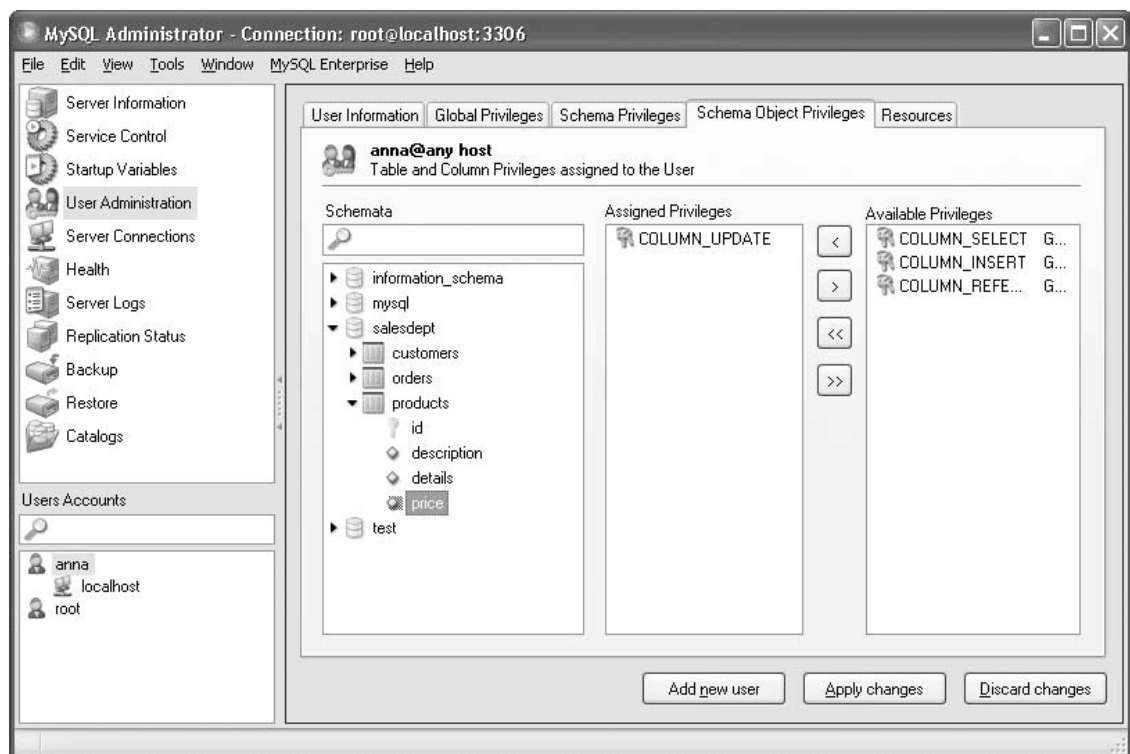 MySQL Administrator - Connection: root@localhost:3306
File Edit View Tools Window MySQL Enterprise Help
Server Information
Service Control
Startup Variables
User Administration
Server Connections
Health
Server Logs
Replication Status
Backup
Restore
Catalogs
Users Accounts
anna
localhost
root
User Information Global Privileges Schema Privileges Schema Object Privileges Resources
anna@any host
Table and Column Privileges assigned to the User
Schemata
information_schema
mysql
salesdept
customers
orders
products
id
description
details
price
test
Assigned Privileges
COLUMN_UPDATE
<
>
<<
>>
Available Privileges
COLUMN_SELECT G...
COLUMN_INSERT G...
COLUMN_REFE... G...
Add new user Apply changes Discard changes